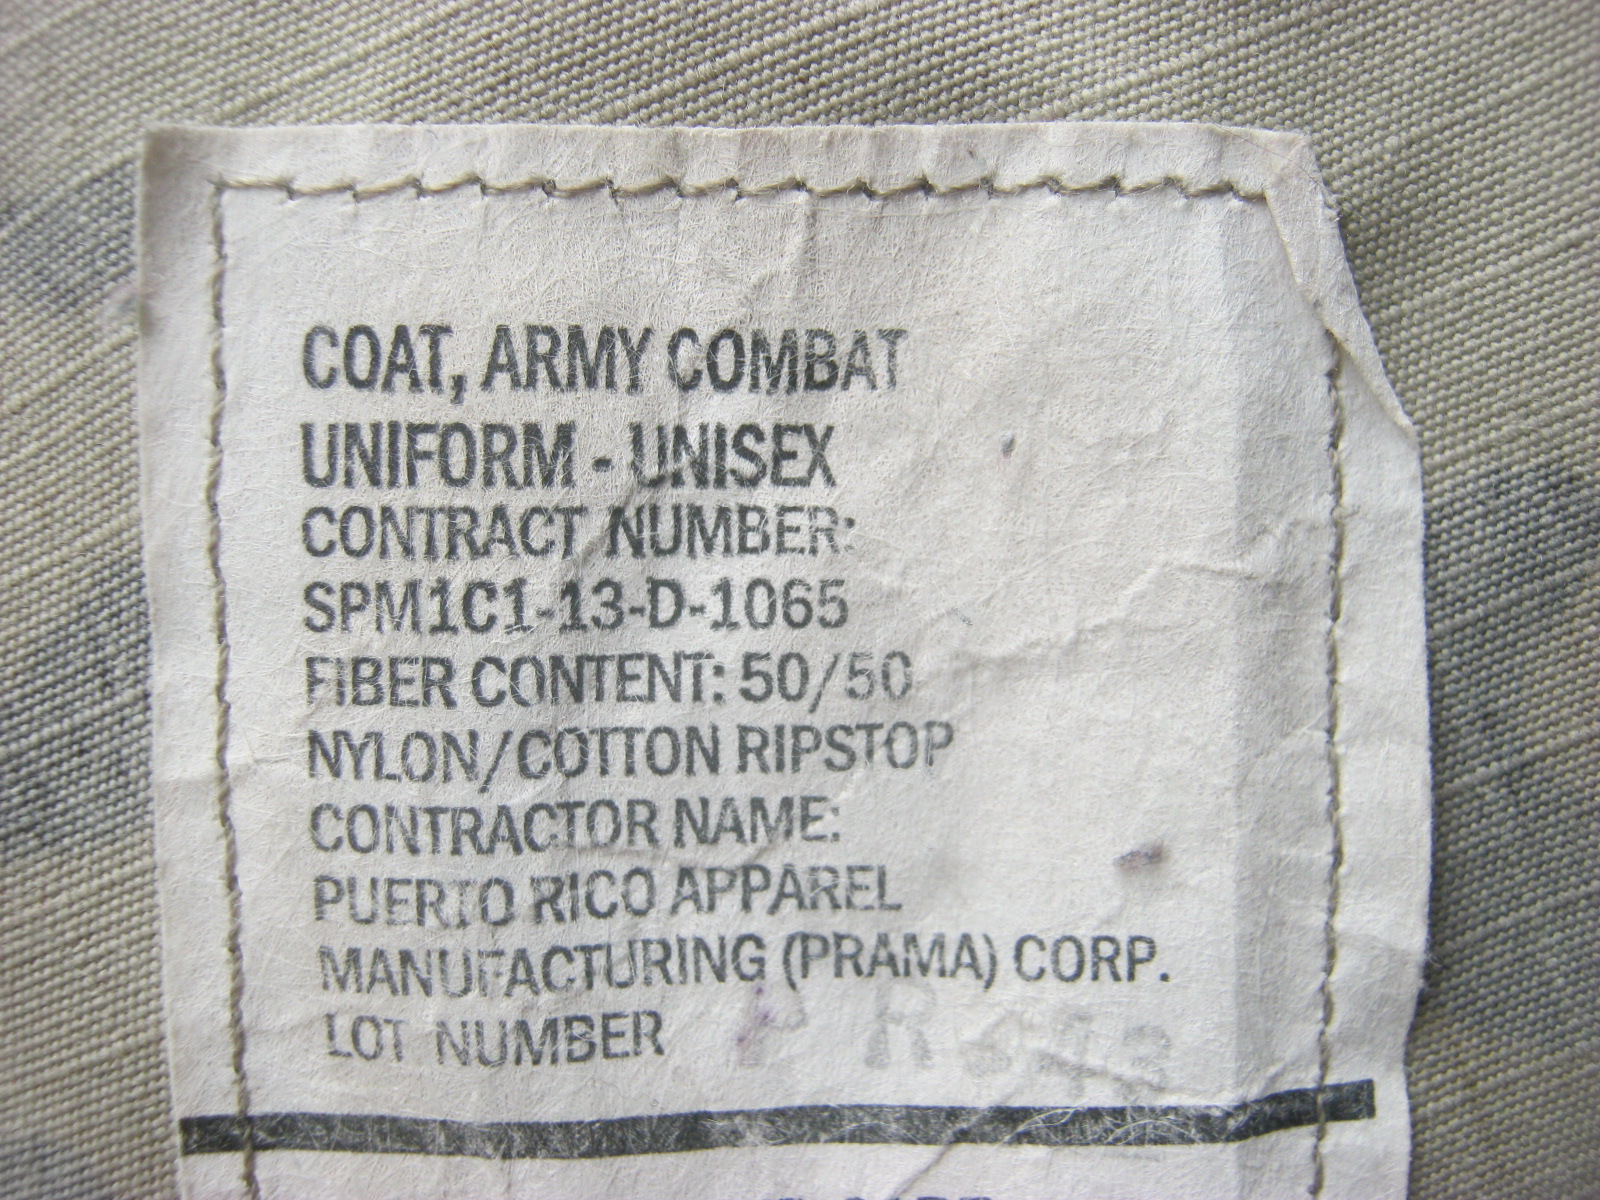 COAT, ARMY COMBAT
UNIFORM - UNISEX
CONTRACT NUMBER:
SPM1C1-13-D-1065
FIBER CONTENT: 50/50
NYLON/COTTON RIPSTOP
CONTRACTOR NAME:
PUERTO RICO APPAREL
MANUFACTURING (PRAMA) CORP.
LOT NUMBER